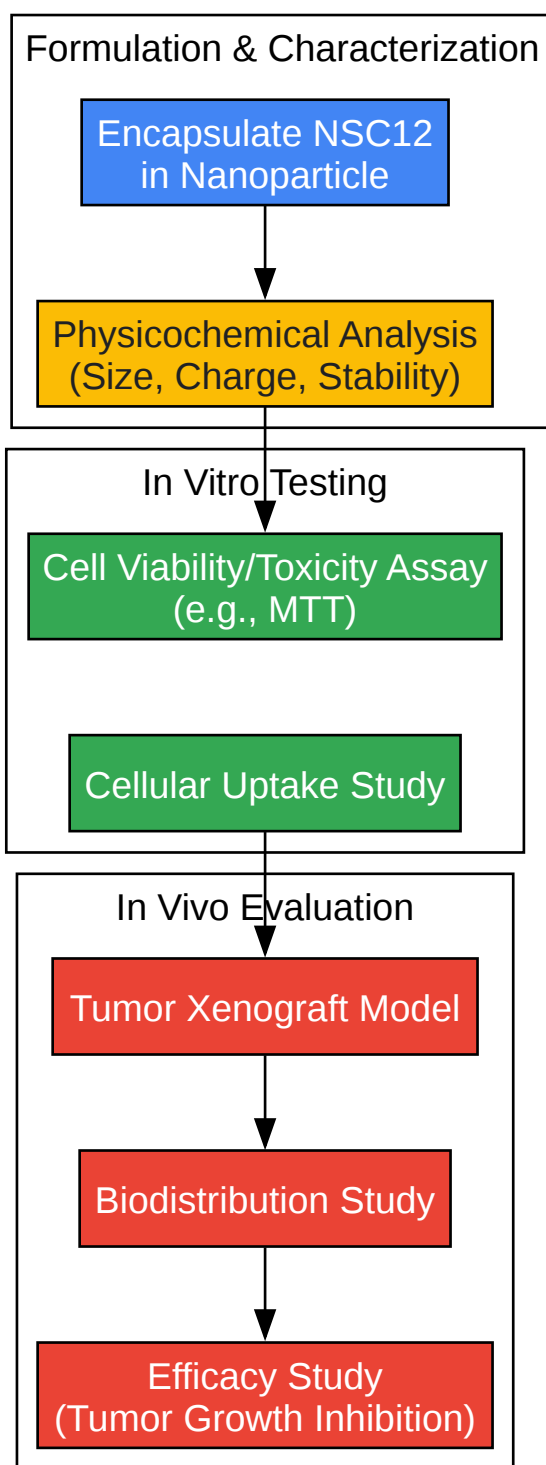 Formulation & Characterization
Encapsulate NSC12
in Nanoparticle
Physicochemical Analysis
(Size, Charge, Stability)
In Vitro Testing
Cell Viability/Toxicity Assay
(e.g., MTT)
Cellular Uptake Study
In Vivo Evaluation
Tumor Xenograft Model
Biodistribution Study
Efficacy Study
(Tumor Growth Inhibition)